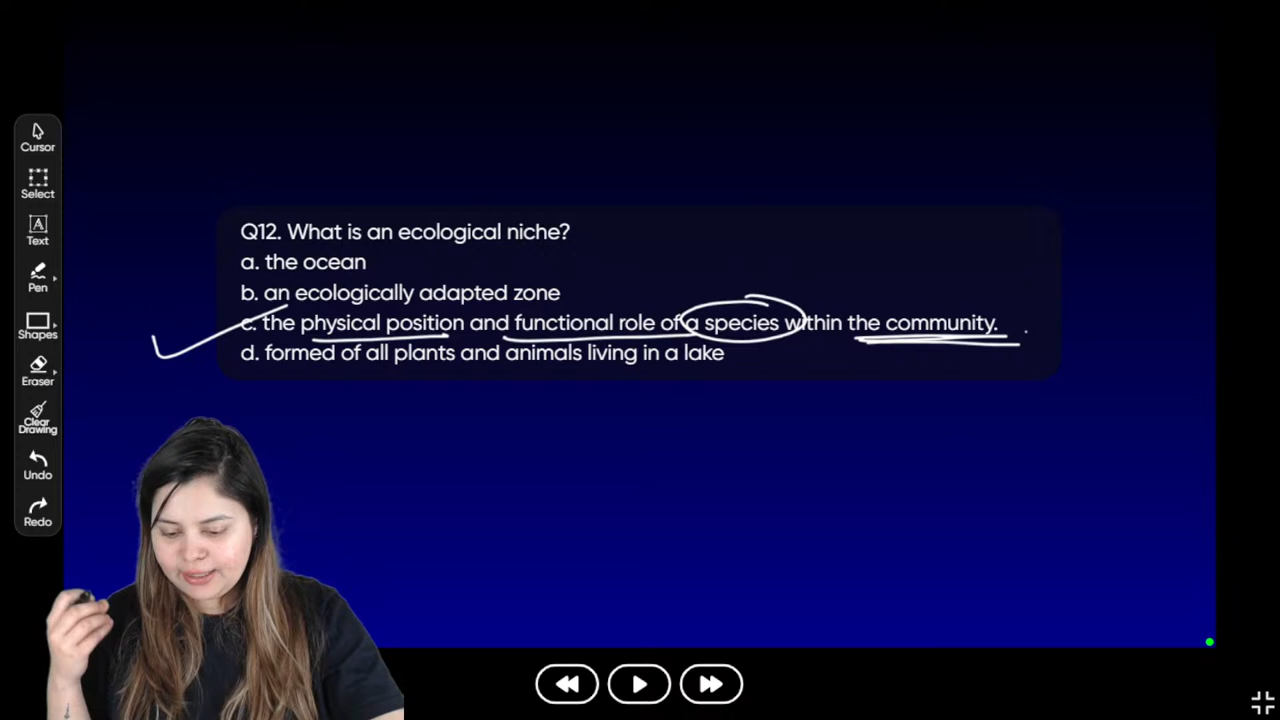 Cursor
Select
A
Text
Pen
Shapes
Eraser
Clear
Drawing
Undo
Redo
Q12. What is an ecological niche?
a. the ocean
b. an ecologically adapted zone
c. the physical position and functional role of a species within the community.
d. formed of all plants and animals living in a lake